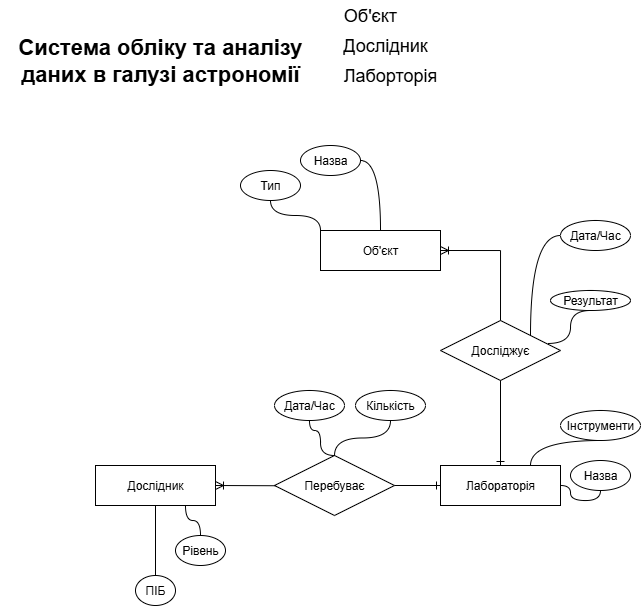 Система обліку та аналізу
даних в галузі астрономії
Об'єкт
Дослідник
Лаборторія
Назва
Тип
Об'єкт
Дата/Час
Результат
Досліджує
Дата/Час
Кількість
Інструменти
Назва
Дослідник
Перебуває
Лабораторія
Рівень
ПІБ